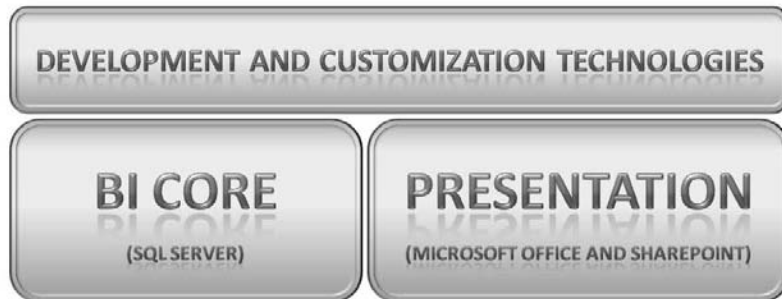 DEVELOPMENT AND CUSTOMIZATION TECHNOLOGIES
BI CORE
(SQL SERVER)
PRESENTATION
(MICROSOFT OFFICE AND SHAREPOINT)